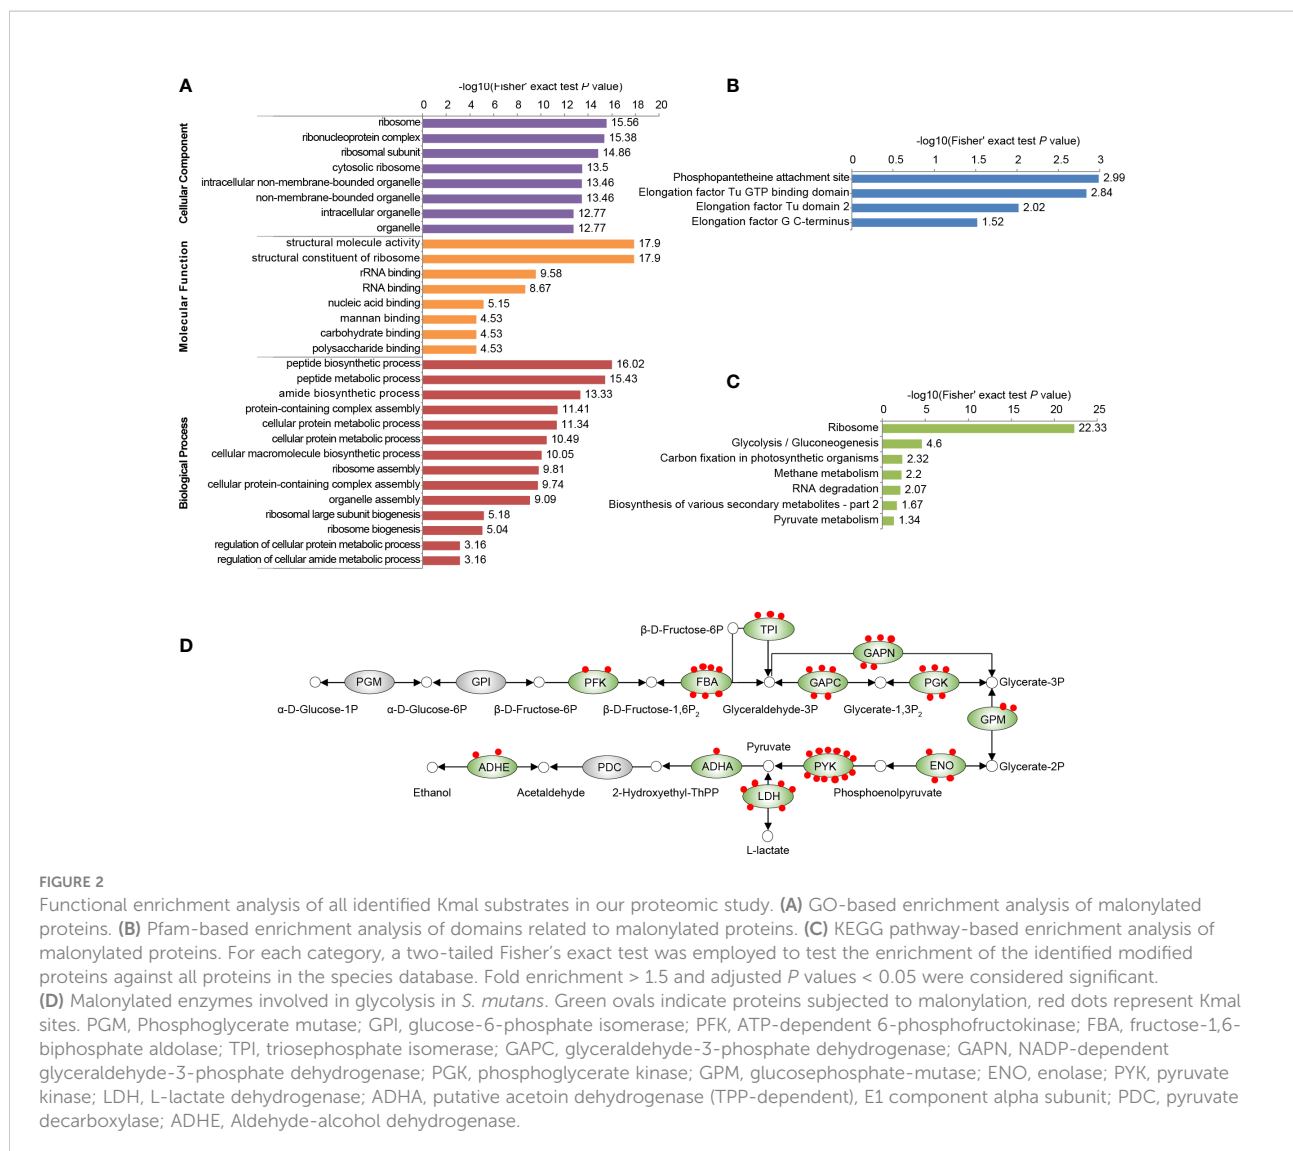 A
-log10(Fisher' exact test P value)
0 2 4 6 8 10 12 14 16 18 20
Cellular Component
ribosome 15.56
ribonucleoprotein complex 15.38
ribosomal subunit 14.86
cytosolic ribosome 13.5
intracellular non-membrane-bounded organelle 13.46
non-membrane-bounded organelle 13.46
intracellular organelle 12.77
organelle 12.77
Molecular Function
structural molecule activity 17.9
structural constituent of ribosome 17.9
rRNA binding 9.58
RNA binding 8.67
nucleic acid binding 5.15
mannan binding 4.53
carbohydrate binding 4.53
polysaccharide binding 4.53
Biological Process
peptide biosynthetic process 16.02
peptide metabolic process 15.43
amide biosynthetic process 13.33
protein-containing complex assembly 11.41
cellular protein metabolic process 11.34
cellular protein metabolic process 10.49
cellular macromolecule biosynthetic process 10.05
ribosome assembly 9.81
cellular protein-containing complex assembly 9.74
organelle assembly 9.09
ribosomal large subunit biogenesis 5.18
ribosome biogenesis 5.04
regulation of cellular protein metabolic process 3.16
regulation of cellular amide metabolic process 3.16
B
-log10(Fisher' exact test P value)
0 0.5 1 1.5 2 2.5 3
Phosphopantetheine attachment site 2.99
Elongation factor Tu GTP binding domain 2.84
Elongation factor Tu domain 2 2.02
Elongation factor G C-terminus 1.52
C
-log10(Fisher' exact test P value)
0 5 10 15 20 25
Ribosome 22.33
Glycolysis / Gluconeogenesis 4.6
Carbon fixation in photosynthetic organisms 2.32
Methane metabolism 2.2
RNA degradation 2.07
Biosynthesis of various secondary metabolites - part 2 1.67
Pyruvate metabolism 1.34
D
β-D-Fructose-6P TPI
GAPN
PGM GPI PFK FBA GAPC PGK Glycerate-3P
α-D-Glucose-1P α-D-Glucose-6P β-D-Fructose-6P β-D-Fructose-1,6P2 Glyceraldehyde-3P Glycerate-1,3P2
GPM
Pyruvate
ADHE PDC ADHA PYK ENO Glycerate-2P
Ethanol Acetaldehyde 2-Hydroxyethyl-ThPP LDH Phosphoenolpyruvate
L-lactate
FIGURE 2
Functional enrichment analysis of all identified Kmal substrates in our proteomic study. (A) GO-based enrichment analysis of malonylated
proteins. (B) Pfam-based enrichment analysis of domains related to malonylated proteins. (C) KEGG pathway-based enrichment analysis of
malonylated proteins. For each category, a two-tailed Fisher's exact test was employed to test the enrichment of the identified modified
proteins against all proteins in the species database. Fold enrichment > 1.5 and adjusted P values < 0.05 were considered significant.
(D) Malonylated enzymes involved in glycolysis in S. mutans. Green ovals indicate proteins subjected to malonylation, red dots represent Kmal
sites. PGM, Phosphoglycerate mutase; GPI, glucose-6-phosphate isomerase; PFK, ATP-dependent 6-phosphofructokinase; FBA, fructose-1,6-
biphosphate aldolase; TPI, triosephosphate isomerase; GAPC, glyceraldehyde-3-phosphate dehydrogenase; GAPN, NADP-dependent
glyceraldehyde-3-phosphate dehydrogenase; PGK, phosphoglycerate kinase; GPM, glucosephosphate-mutase; ENO, enolase; PYK, pyruvate
kinase; LDH, L-lactate dehydrogenase; ADHA, putative acetoin dehydrogenase (TPP-dependent), E1 component alpha subunit; PDC, pyruvate
decarboxylase; ADHE, Aldehyde-alcohol dehydrogenase.